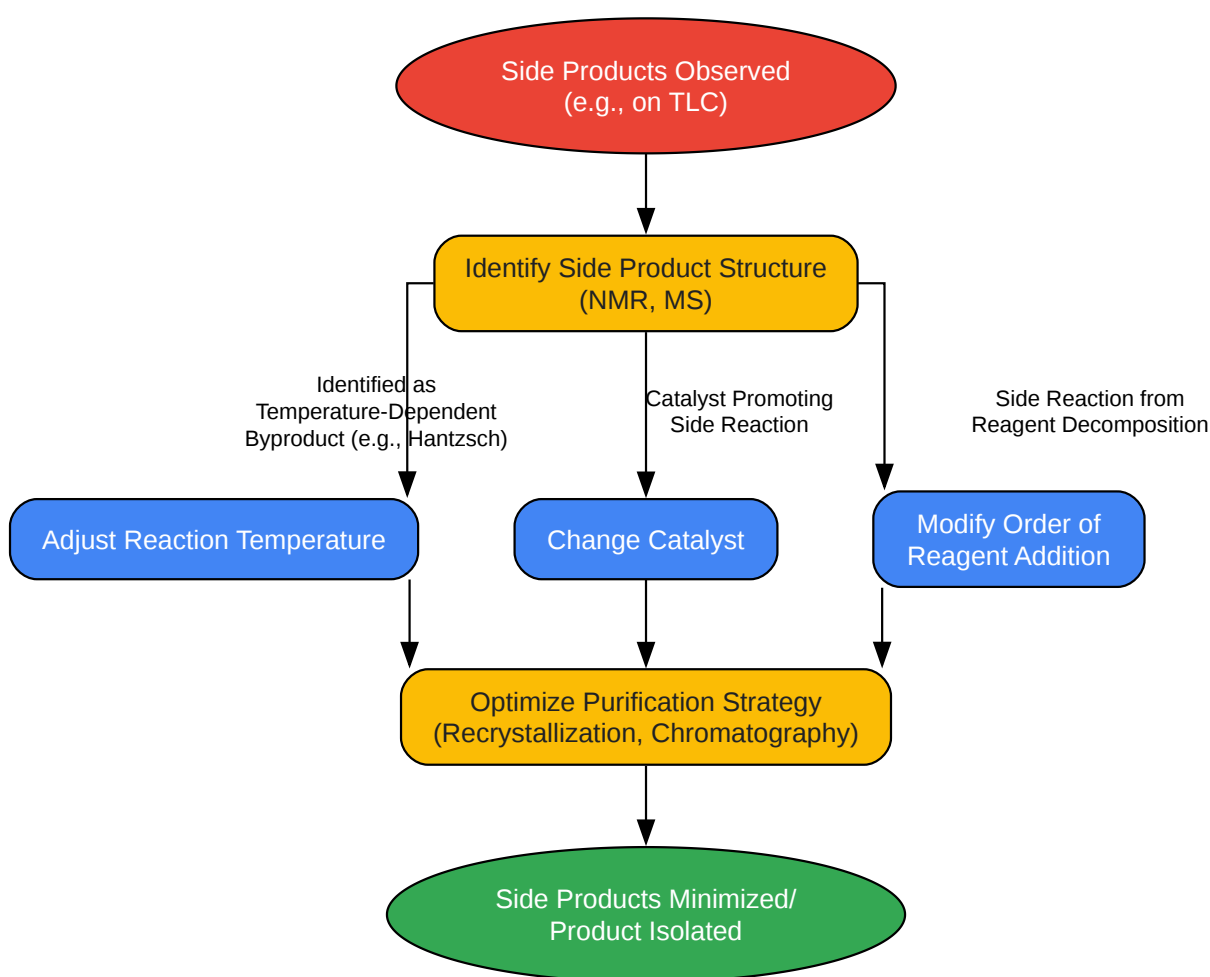 Side Products Observed
(e.g., on TLC)
Identify Side Product Structure
(NMR, MS)
Identified as
Temperature-Dependent
Byproduct (e.g., Hantzsch)
Catalyst Promoting
Side Reaction
Side Reaction from
Reagent Decomposition
Adjust Reaction Temperature
Change Catalyst
Modify Order of
Reagent Addition
Optimize Purification Strategy
(Recrystallization, Chromatography)
Side Products Minimized/
Product Isolated